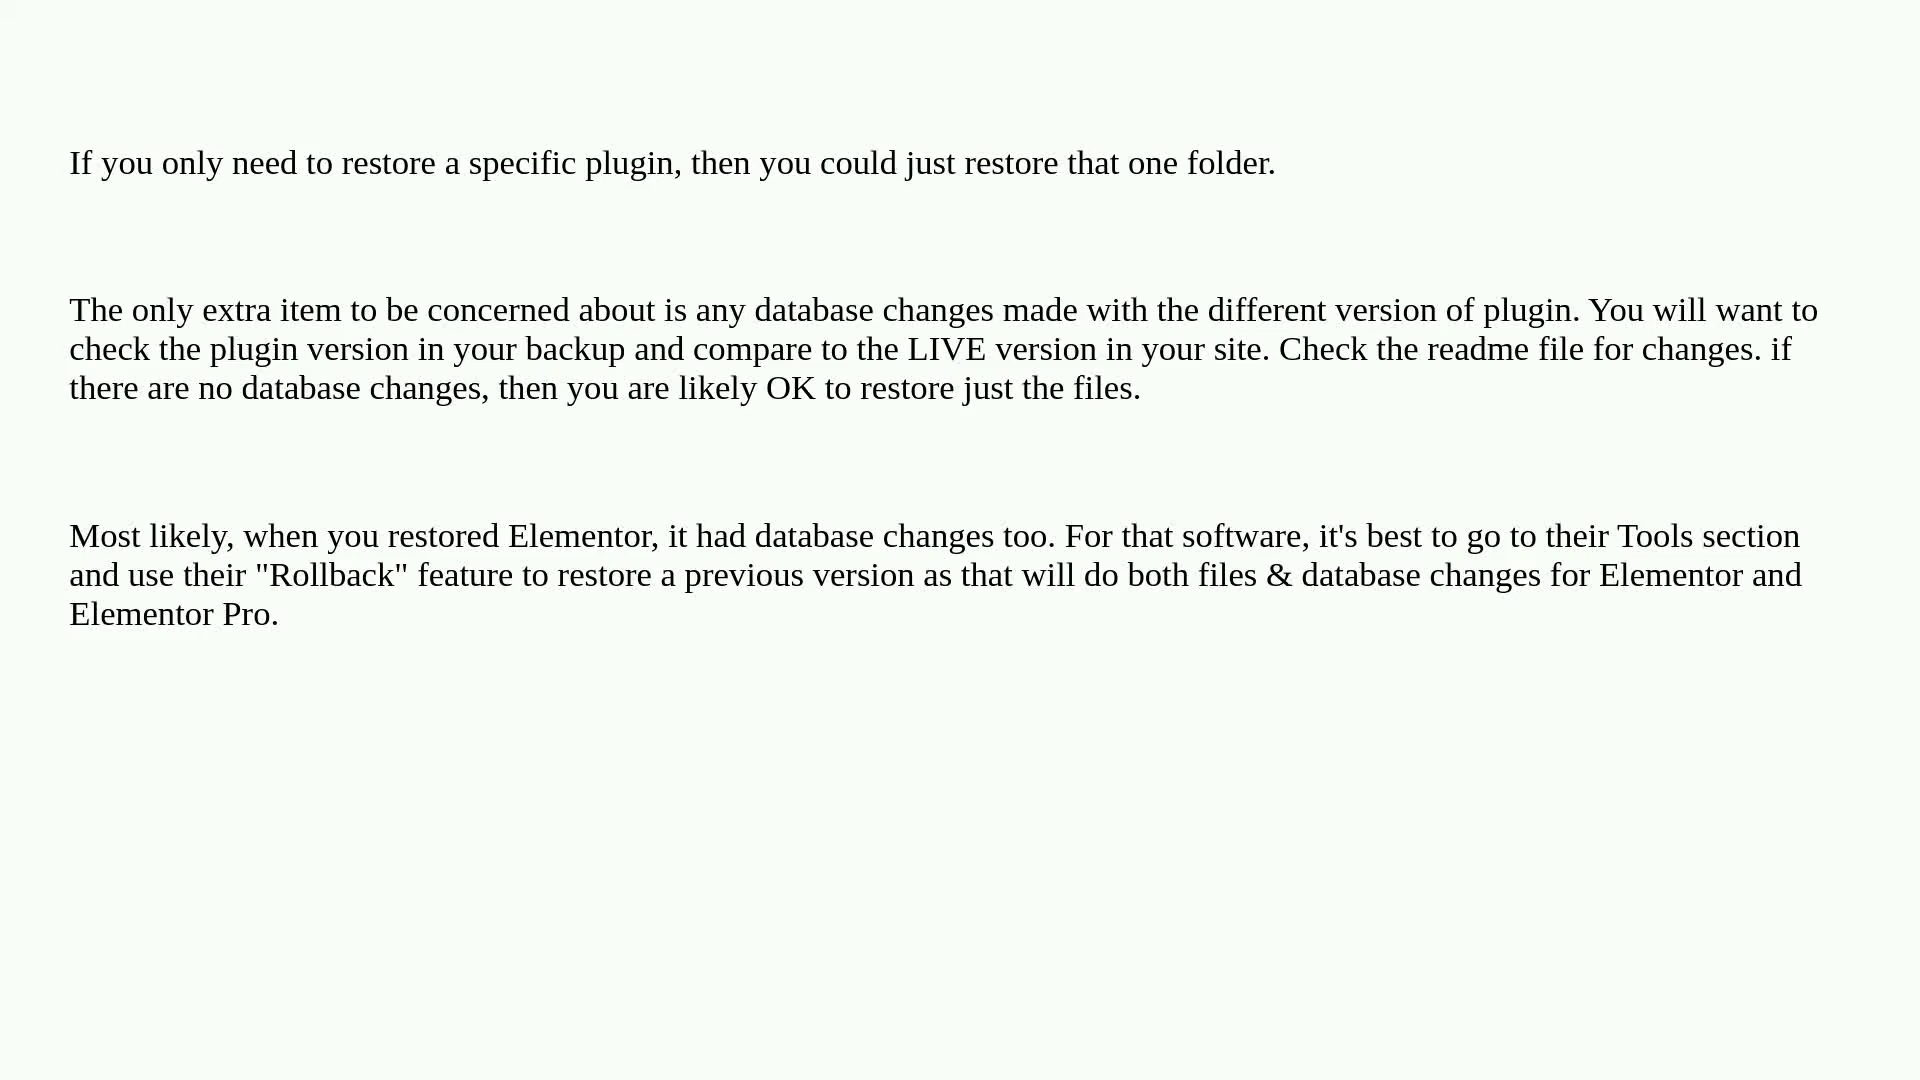 If you only need to restore a specific plugin, then you could just restore that one folder.
The only extra item to be concerned about is any database changes made with the different version of plugin. You will want to
check the plugin version in your backup and compare to the LIVE version in your site. Check the readme file for changes. if
there are no database changes, then you are likely OK to restore just the files.
Most likely, when you restored Elementor, it had database changes too. For that software, it's best to go to their Tools section
and use their "Rollback" feature to restore a previous version as that will do both files & database changes for Elementor and
Elementor Pro.